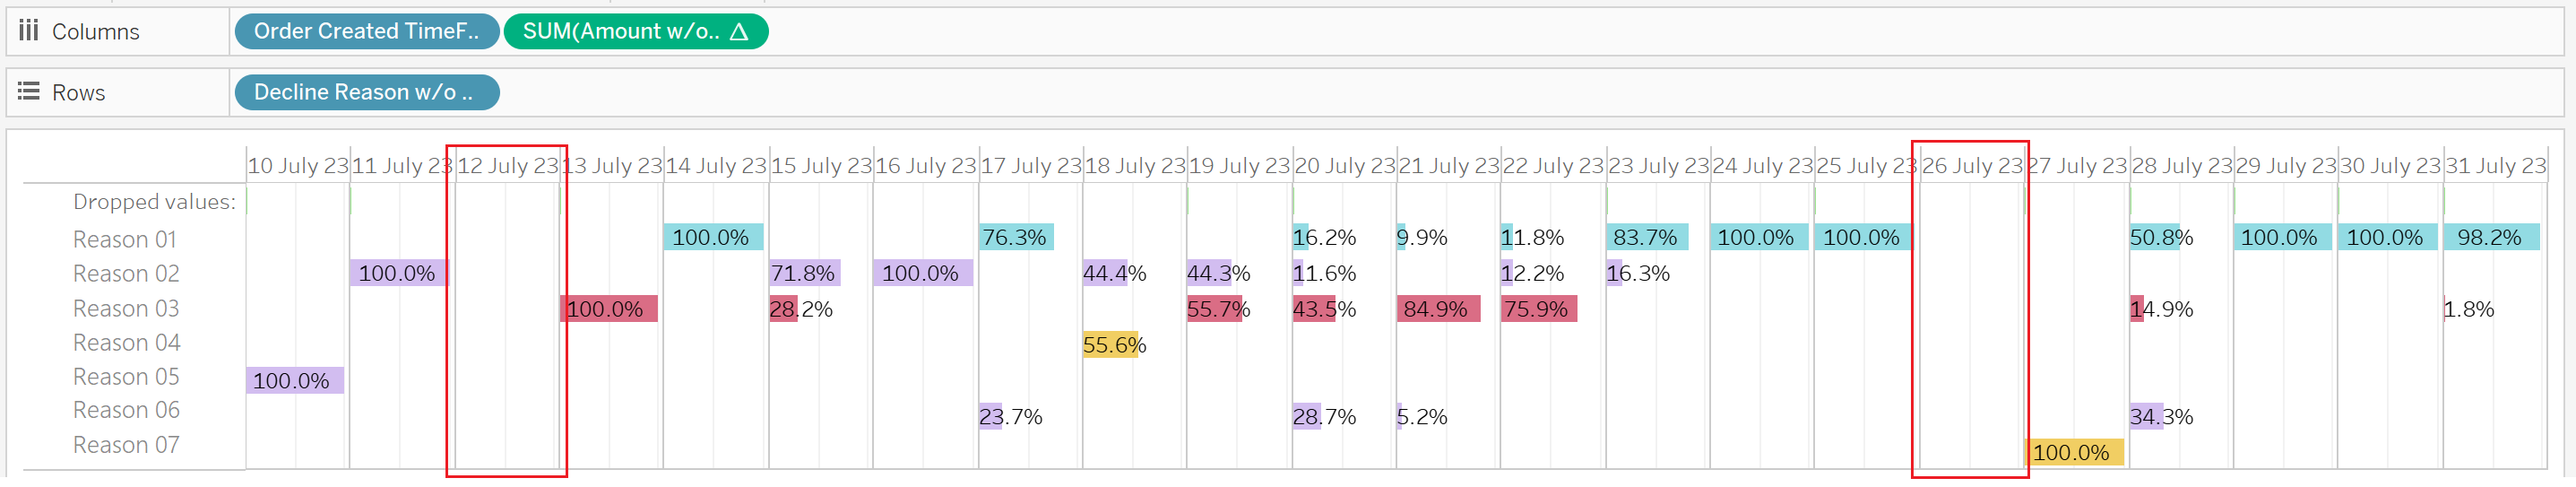 Columns Order Created TimeF.. SUM(Amount w/o.. △
Rows Decline Reason w/o ..
10 July 23 11 July 23 12 July 23 13 July 23 14 July 23 15 July 23 16 July 23 17 July 23 18 July 23 19 July 23 20 July 23 21 July 23 22 July 23 23 July 23 24 July 23 25 July 23 26 July 23 27 July 23 28 July 23 29 July 23 30 July 23 31 July 23
Dropped values:
Reason 01 100.0% 76.3% 16.2% 9.9% 11.8% 83.7% 100.0% 100.0% 50.8% 100.0% 100.0% 98.2%
Reason 02 100.0% 71.8% 100.0% 44.4% 44.3% 11.6% 12.2% 16.3%
Reason 03 100.0% 28.2% 55.7% 43.5% 84.9% 75.9% 14.9% 1.8%
Reason 04 55.6%
Reason 05 100.0%
Reason 06 23.7% 28.7% 5.2% 34.3%
Reason 07 100.0%